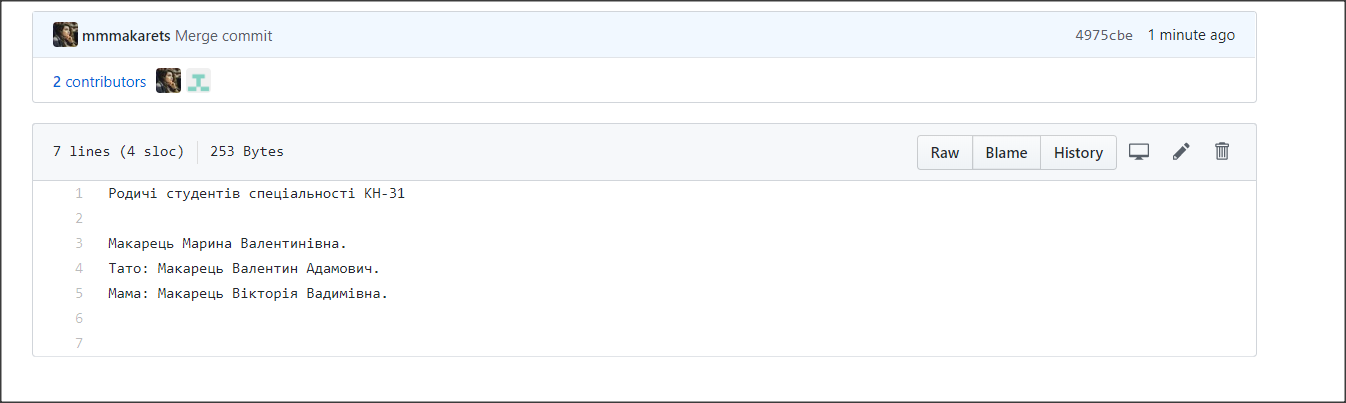 mmmakarets Merge commit 4975cbe 1 minute ago
2 contributors
7 lines (4 sloc) 253 Bytes Raw Blame History
1 Родичі студентів спеціальності КН-31
2
3 Макарець Марина Валентинівна.
4 Тато: Макарець Валентин Адамович.
5 Мама: Макарець Вікторія Вадимівна.
6
7